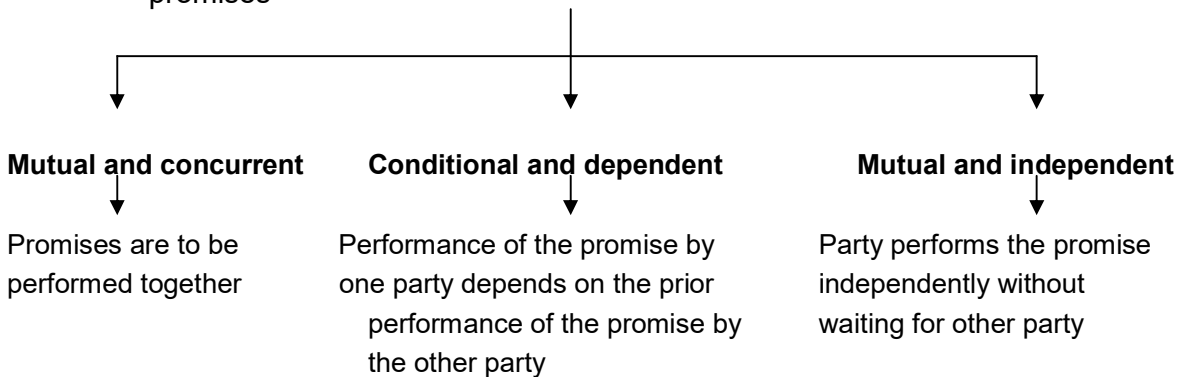 promises
Mutual and concurrent
Conditional and dependent
Mutual and independent
Promises are to be
performed together
Performance of the promise by
one party depends on the prior
performance of the promise by
the other party
Party performs the promise
independently without
waiting for other party